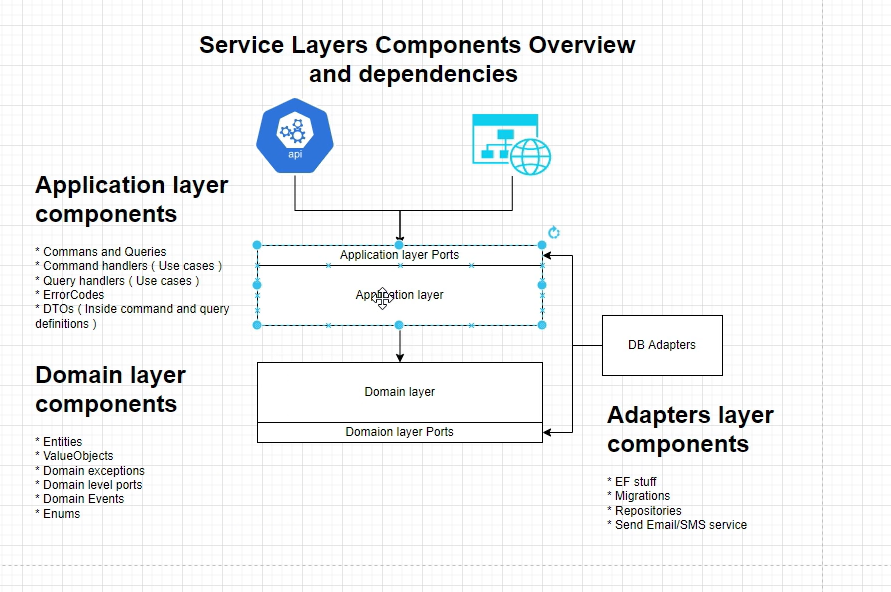 Service Layers Components Overview
and dependencies
api
Application layer
components
* Commans and Queries
* Command handlers ( Use cases )
* Query handlers ( Use cases )
* ErrorCodes
* DTOs ( Inside command and query
definitions )
Application layer Ports
Application layer
DB Adapters
Domain layer
components
* Entities
* ValueObjects
* Domain exceptions
* Domain level ports
* Domain Events
* Enums
Domain layer
Domaion layer Ports
Adapters layer
components
* EF stuff
* Migrations
* Repositories
* Send Email/SMS service